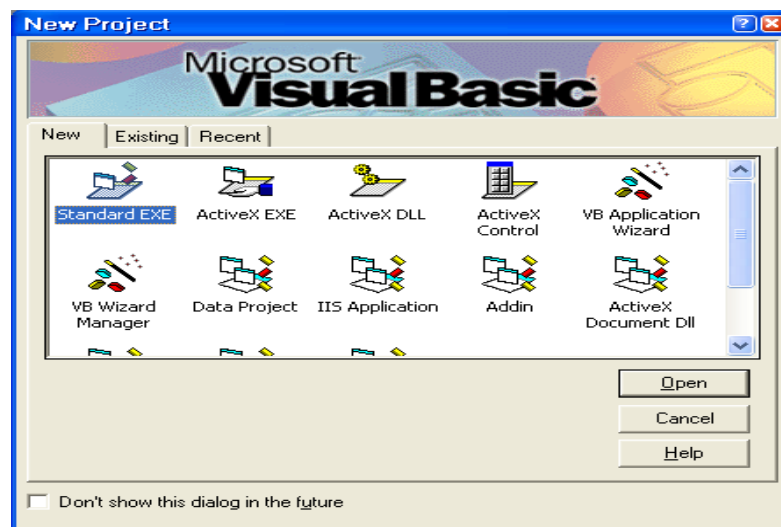 New Project
Microsoft
Visual Basic
New Existing Recent
Standard EXE ActiveX EXE ActiveX DLL ActiveX Control VB Application Wizard
VB Wizard Manager Data Project IIS Application Addin ActiveX Document Dll
Open
Cancel
Help
Don't show this dialog in the future